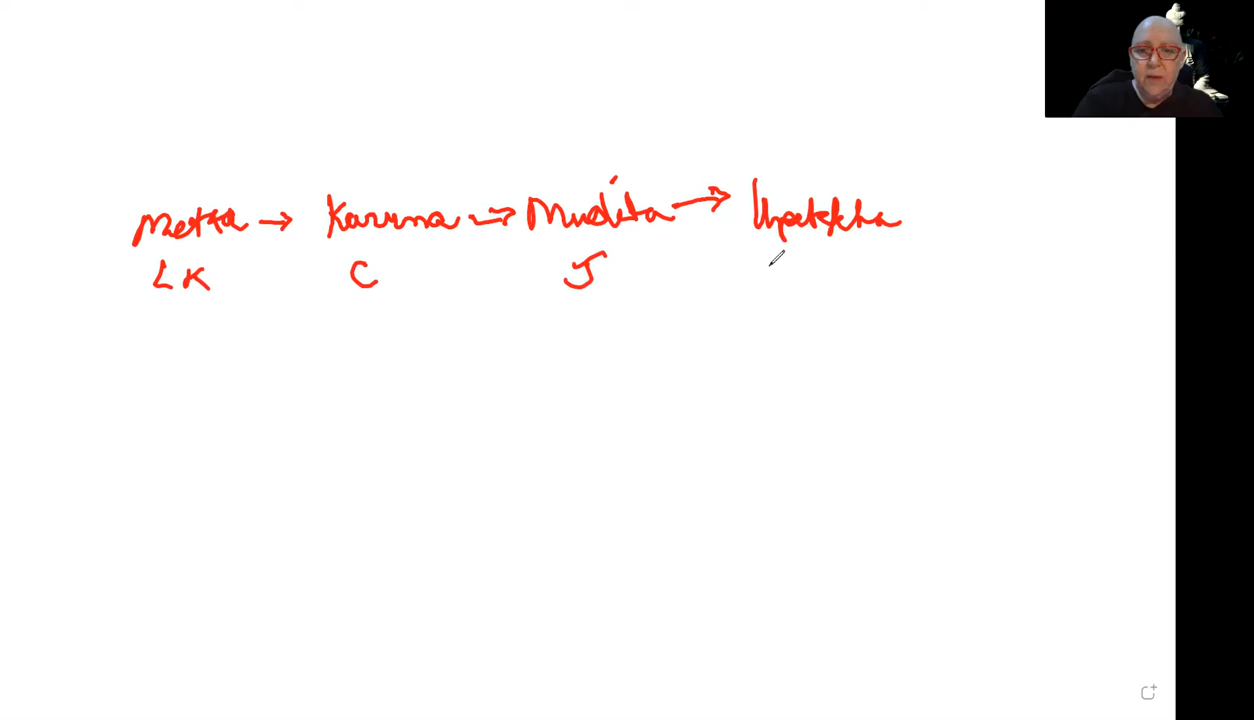 Metta → Karuna → Mudita → Upekkha
LK C J